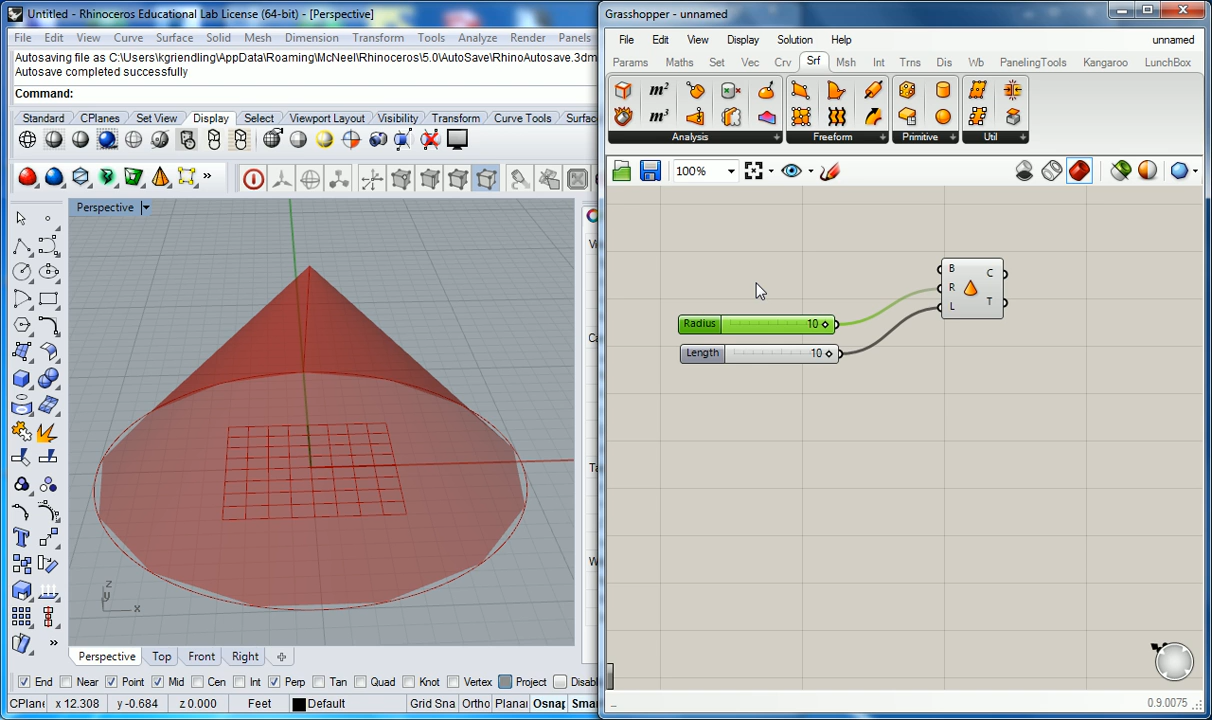 Untitled - Rhinoceros Educational Lab License (64-bit) - [Perspective]
File Edit View Curve Surface Solid Mesh Dimension Transform Tools Analyze Render Panels
Autosaving file as C:\Users\kgriendling\AppData\Roaming\McNeel\Rhinoceros\5.0\AutoSave\RhinoAutosave.3dm
Autosave completed successfully
Command:
Standard CPlanes Set View Display Select Viewport Layout Visibility Transform Curve Tools Surfac
Perspective
z
y
x
Perspective Top Front Right
End Near Point Mid Cen Int Perp Tan Quad Knot Vertex Project Disabl
CPlane x 12.308 y -0.684 z 0.000 Feet Default Grid Sna Ortho Planar Osnap Smar
Grasshopper - unnamed
File Edit View Display Solution Help unnamed
Params Maths Set Vec Crv Srf Msh Int Trns Dis Wb PanelingTools Kangaroo LunchBox
m²
m³
Analysis Freeform Primitive Util
100%
B
R
L
C
T
Radius 10
Length 10
0.9.0075